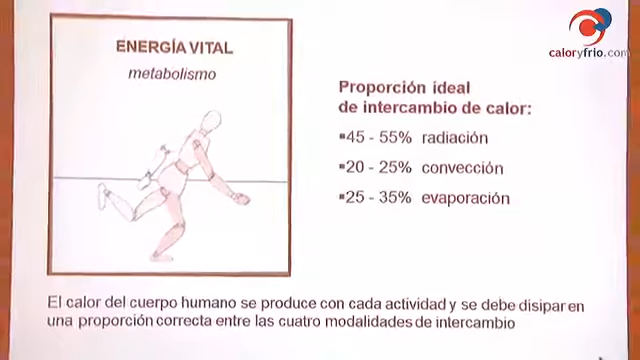 caloryfrio.com
ENERGÍA VITAL
metabolismo
Proporción ideal
de intercambio de calor:
▪45 - 55% radiación
▪20 - 25% convección
▪25 - 35% evaporación
El calor del cuerpo humano se produce con cada actividad y se debe disipar en
una proporción correcta entre las cuatro modalidades de intercambio